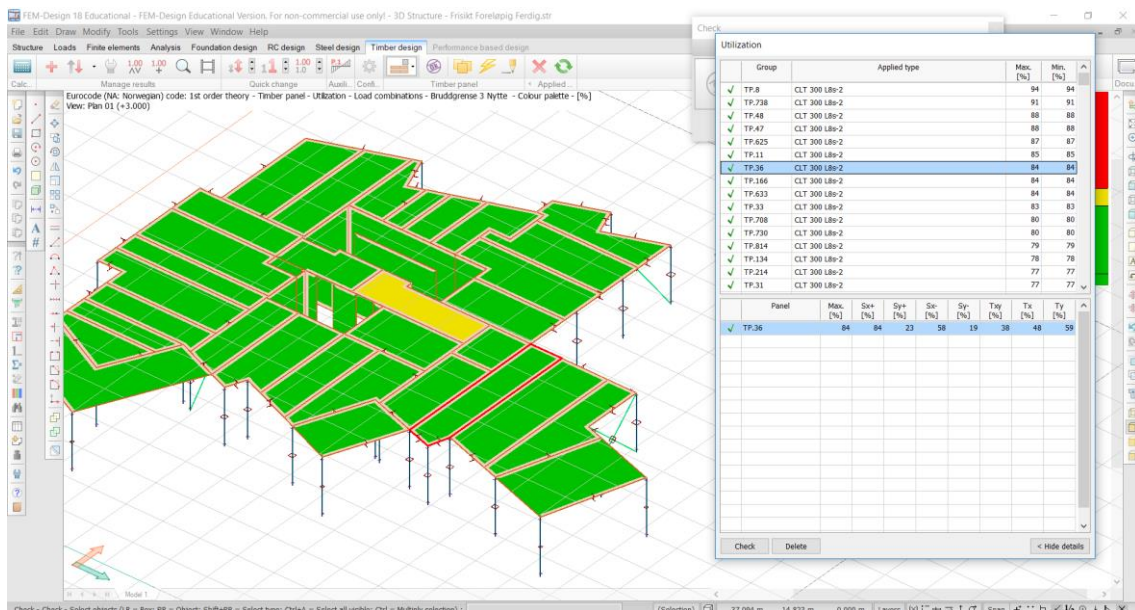 FEM-Design 18 Educational - FEM-Design Educational Version. For non-commercial use only! - 3D Structure - Frisikt Foreløpig Ferdig.str
File Edit Draw Modify Tools Settings View Window Help
Structure Loads Finite elements Analysis Foundation design RC design Steel design Timber design Performance based design
Calc... Manage results Quick change Auxili... Confi... Timber panel Applied Docu...
Eurocode (NA: Norwegian) code: 1st order theory - Timber panel - Utilization - Load combinations - Bruddgrense 3 Nytte - Colour palette - [%]
View: Plan 01 (+3.000)
Check
Utilization
Group Applied type Max. [%] Min. [%]
TP.8 CLT 300 L8s-2 94 94
TP.738 CLT 300 L8s-2 91 91
TP.48 CLT 300 L8s-2 88 88
TP.47 CLT 300 L8s-2 88 88
TP.625 CLT 300 L8s-2 87 87
TP.11 CLT 300 L8s-2 85 85
TP.36 CLT 300 L8s-2 84 84
TP.166 CLT 300 L8s-2 84 84
TP.633 CLT 300 L8s-2 84 84
TP.33 CLT 300 L8s-2 83 83
TP.708 CLT 300 L8s-2 80 80
TP.730 CLT 300 L8s-2 80 80
TP.814 CLT 300 L8s-2 79 79
TP.134 CLT 300 L8s-2 78 78
TP.214 CLT 300 L8s-2 77 77
TP.31 CLT 300 L8s-2 77 77
Panel Max. [%] Sx+ [%] Sy+ [%] Sx- [%] Sy- [%] Txy [%] Tx [%] Ty [%]
TP.36 84 84 23 58 19 38 48 59
Check Delete < Hide details
Model 1